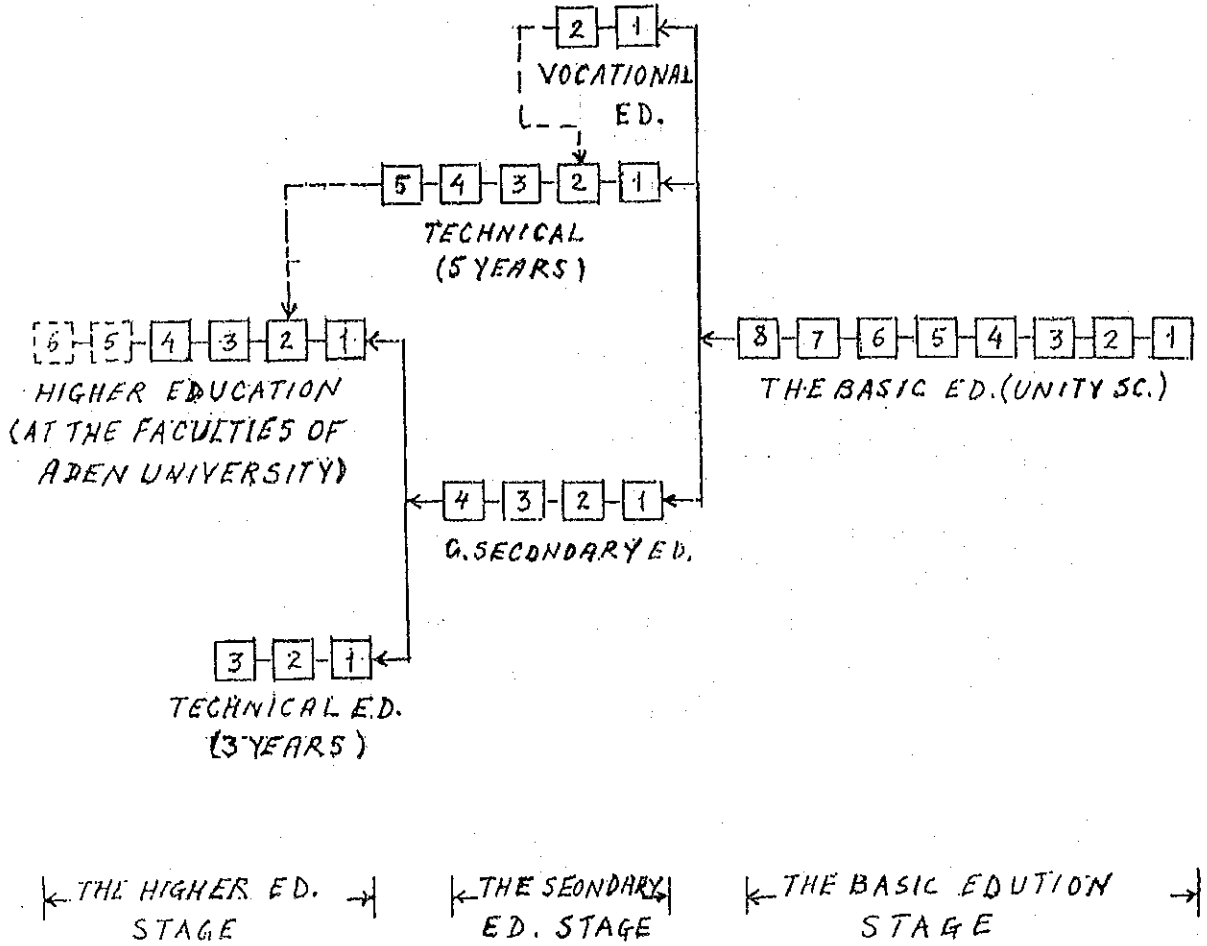 2 1
VOCATIONAL
ED.
5 4 3 2 1
TECHNICAL
(5 YEARS)
6 5 4 3 2 1
HIGHER EDUCATION
(AT THE FACULTIES OF
ADEN UNIVERSITY)
8 7 6 5 4 3 2 1
THE BASIC ED. (UNITY SC.)
4 3 2 1
G. SECONDARY ED.
3 2 1
TECHNICAL ED.
(3 YEARS)
THE HIGHER ED.
STAGE
THE SEONDARY
ED. STAGE
THE BASIC EDUTION
STAGE